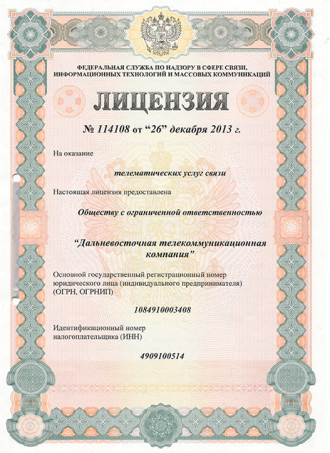 ФЕДЕРАЛЬНАЯ СЛУЖБА ПО НАДЗОРУ В СФЕРЕ СВЯЗИ,
ИНФОРМАЦИОННЫХ ТЕХНОЛОГИЙ И МАССОВЫХ КОММУНИКАЦИЙ
ЛИЦЕНЗИЯ
№ 114108 от “26” декабря 2013 г.
На оказание
телематических услуг связи
Настоящая лицензия предоставлена
Обществу с ограниченной ответственностью
“Дальневосточная телекоммуникационная
компания”
Основной государственный регистрационный номер
юридического лица (индивидуального предпринимателя)
(ОГРН, ОГРНИП)
1084910003408
Идентификационный номер
налогоплательщика (ИНН)
4909100514